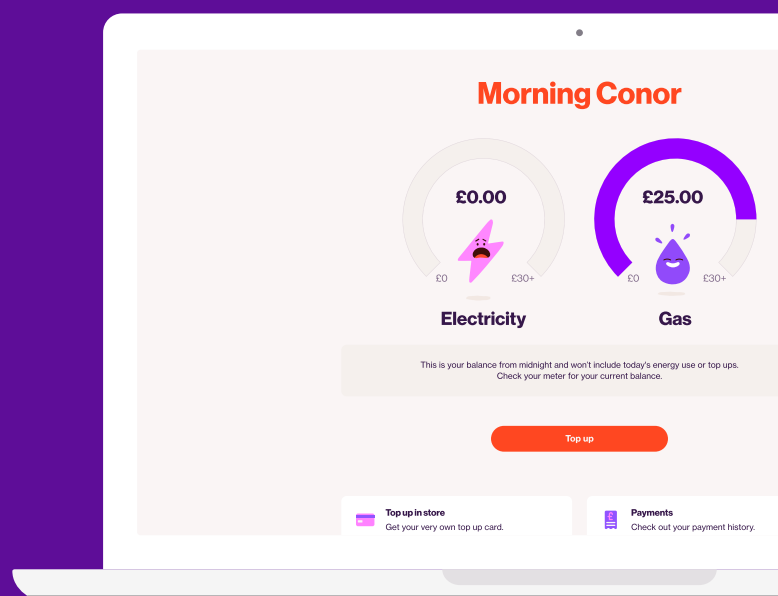 Morning Conor
£0.00
£25.00
£0
£30+
£0
£30+
Electricity
Gas
This is your balance from midnight and won't include today's energy use or top ups.
Check your meter for your current balance.
Top up
Top up in store
Get your very own top up card.
Payments
Check out your payment history.